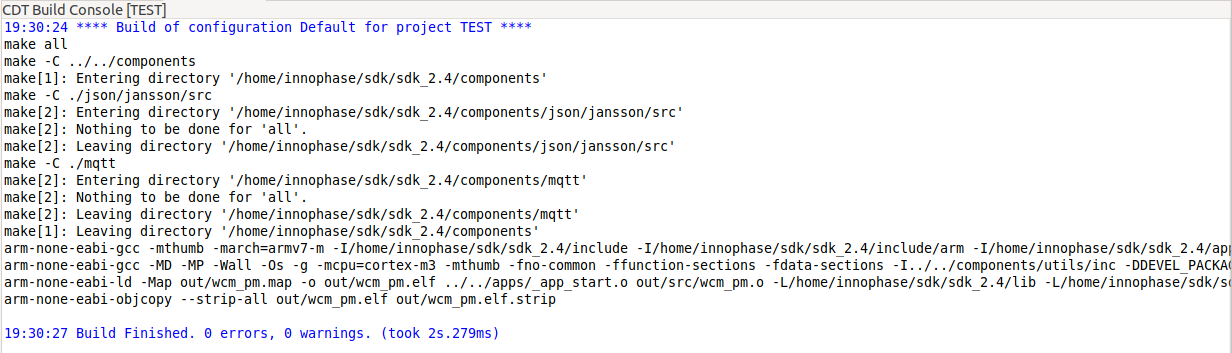 CDT Build Console [TEST]
19:30:24 **** Build of configuration Default for project TEST ****
make all
make -C ../../components
make[1]: Entering directory '/home/innophase/sdk/sdk_2.4/components'
make -C ./json/jansson/src
make[2]: Entering directory '/home/innophase/sdk/sdk_2.4/components/json/jansson/src'
make[2]: Nothing to be done for 'all'.
make[2]: Leaving directory '/home/innophase/sdk/sdk_2.4/components/json/jansson/src'
make -C ./mqtt
make[2]: Entering directory '/home/innophase/sdk/sdk_2.4/components/mqtt'
make[2]: Nothing to be done for 'all'.
make[2]: Leaving directory '/home/innophase/sdk/sdk_2.4/components/mqtt'
make[1]: Leaving directory '/home/innophase/sdk/sdk_2.4/components'
arm-none-eabi-gcc -mthumb -march=armv7-m -I/home/innophase/sdk/sdk_2.4/include -I/home/innophase/sdk/sdk_2.4/include/arm -I/home/innophase/sdk/sdk_2.4/app
arm-none-eabi-gcc -MD -MP -Wall -Os -g -mcpu=cortex-m3 -mthumb -fno-common -ffunction-sections -fdata-sections -I../../components/utils/inc -DDEVEL_PACKA
arm-none-eabi-ld -Map out/wcm_pm.map -o out/wcm_pm.elf ../../apps/_app_start.o out/src/wcm_pm.o -L/home/innophase/sdk/sdk_2.4/lib -L/home/innophase/sdk/sd
arm-none-eabi-objcopy --strip-all out/wcm_pm.elf out/wcm_pm.elf.strip
19:30:27 Build Finished. 0 errors, 0 warnings. (took 2s.279ms)